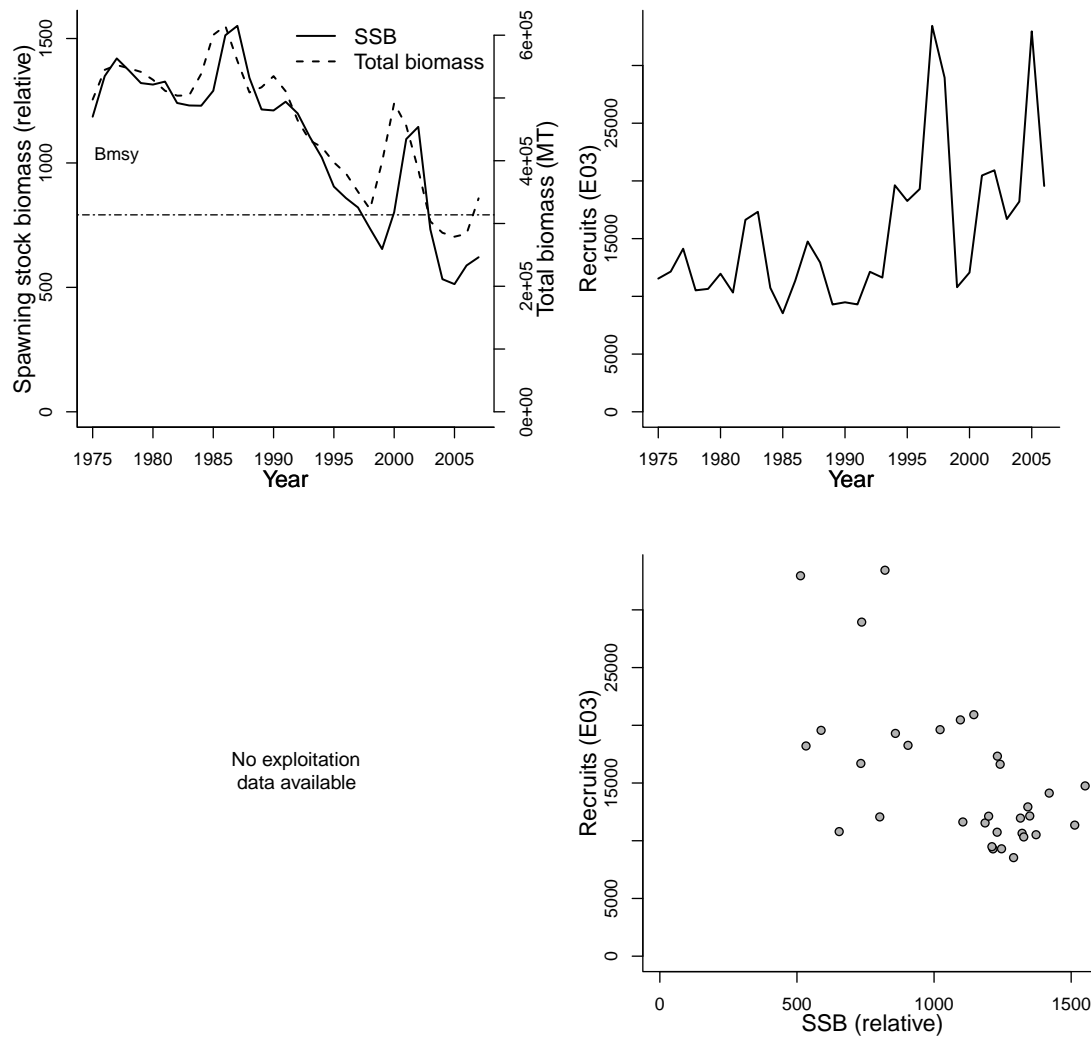 SSB
Total biomass
Bmsy
Spawning stock biomass (relative)
0
500
1000
1500
Total biomass (MT)
0e+00
2e+05
4e+05
6e+05
1975 1980 1985 1990 1995 2000 2005
Year
Recruits (E03)
0
5000
15000
25000
1975 1980 1985 1990 1995 2000 2005
Year
No exploitation
data available
Recruits (E03)
0
5000
15000
25000
0 500 1000 1500
SSB (relative)